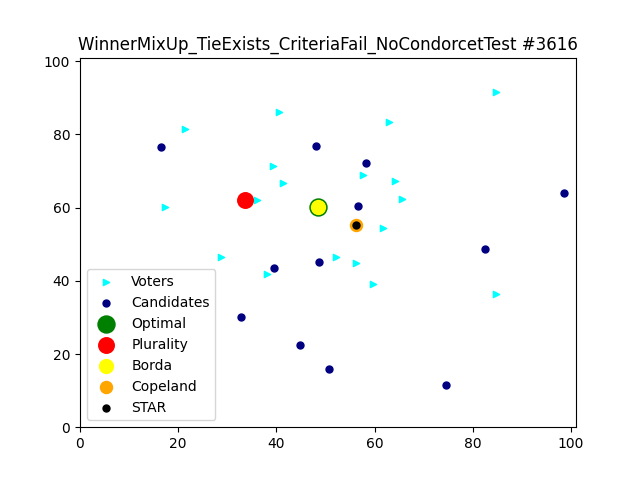 WinnerMixUp_TieExists_CriteriaFail_NoCondorcetTest #3616
100
80
60
40
20
0
Voters
Candidates
Optimal
Plurality
Borda
Copeland
STAR
0 20 40 60 80 100